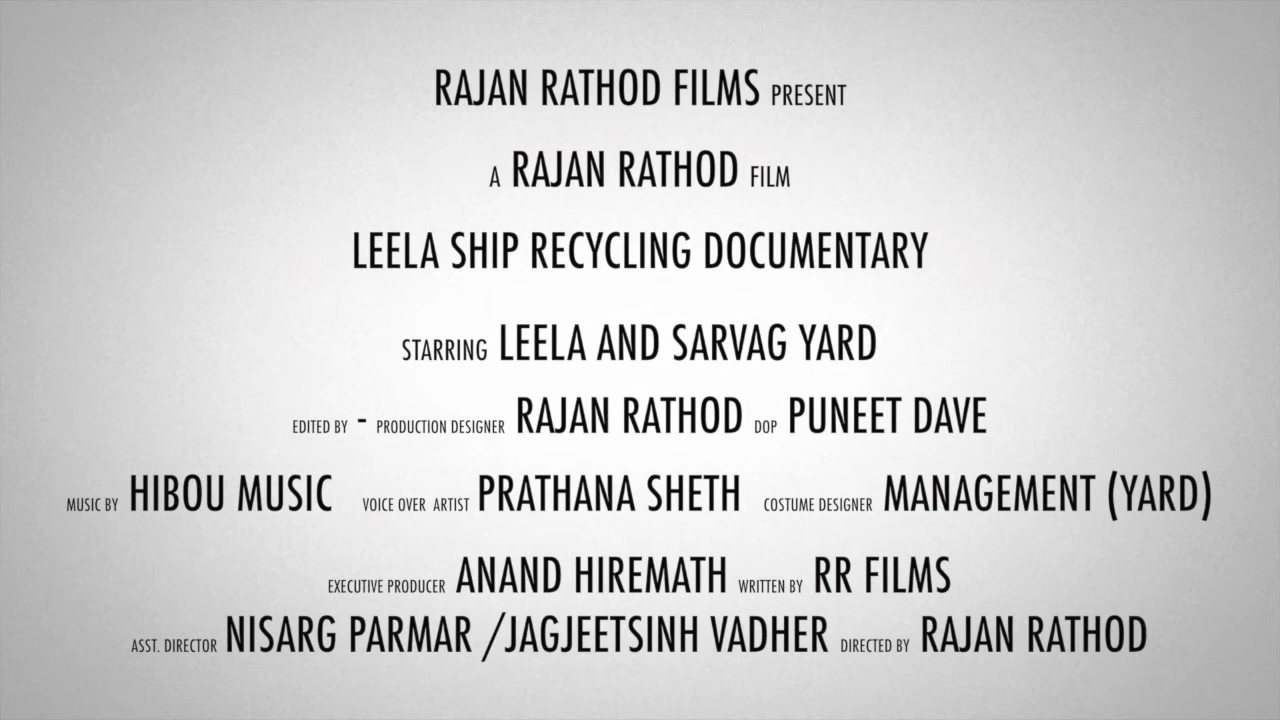 RAJAN RATHOD FILMS PRESENT
A RAJAN RATHOD FILM
LEELA SHIP RECYCLING DOCUMENTARY
STARRING LEELA AND SARVAG YARD
EDITED BY - PRODUCTION DESIGNER RAJAN RATHOD DOP PUNEET DAVE
MUSIC BY HIBOU MUSIC VOICE OVER ARTIST PRATHANA SHETH COSTUME DESIGNER MANAGEMENT (YARD)
EXECUTIVE PRODUCER ANAND HIREMATH WRITTEN BY RR FILMS
ASST. DIRECTOR NISARG PARMAR /JAGJEETSINH VADHER DIRECTED BY RAJAN RATHOD